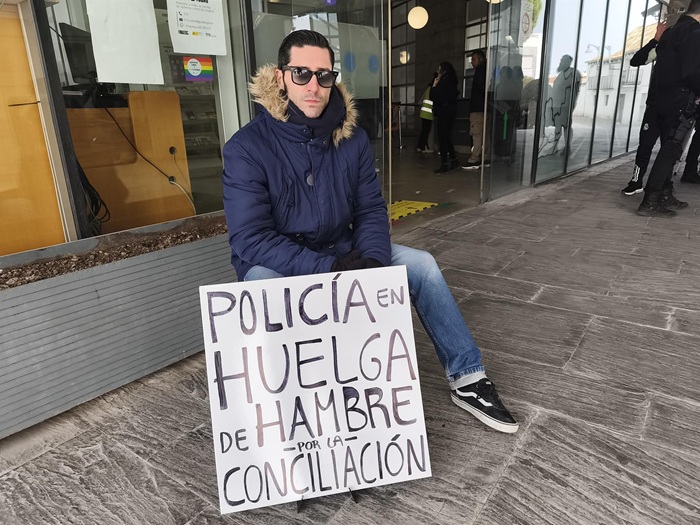 POLICÍA EN
HUELGA
DE HAMBRE
POR LA
CONCILIACIÓN